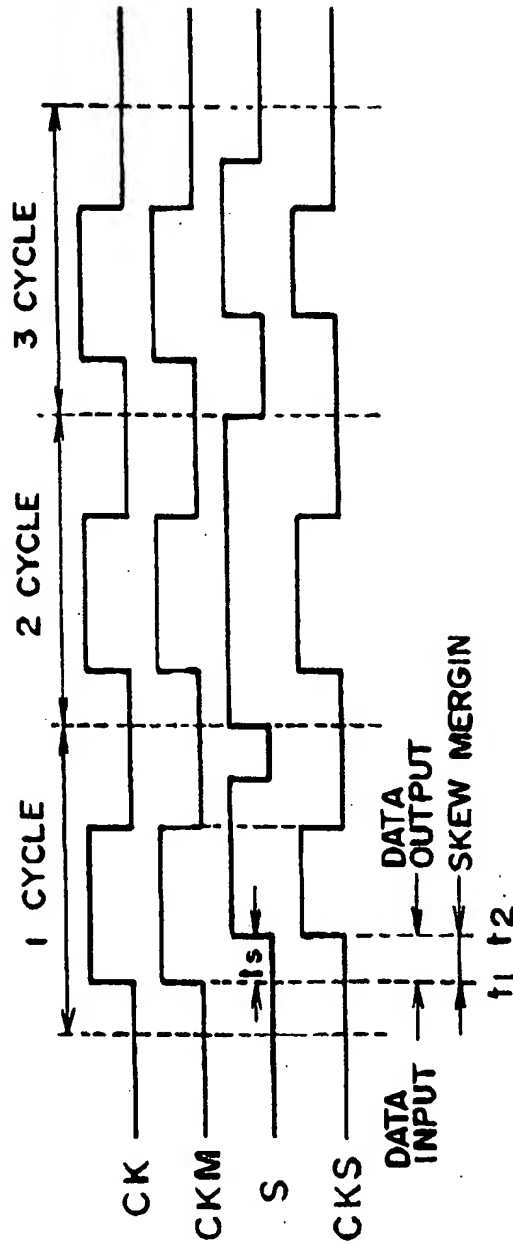 1 CYCLE
2 CYCLE
3 CYCLE
CK
CKM
S
CKS
ts
DATA
INPUT
DATA
OUTPUT
SKEW MERGIN
t1 t2